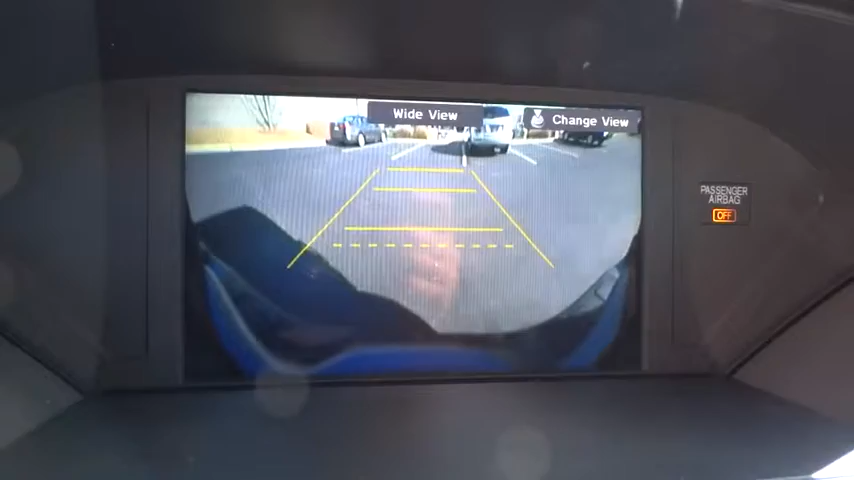 Wide View
Change View
PASSENGER
AIRBAG
OFF